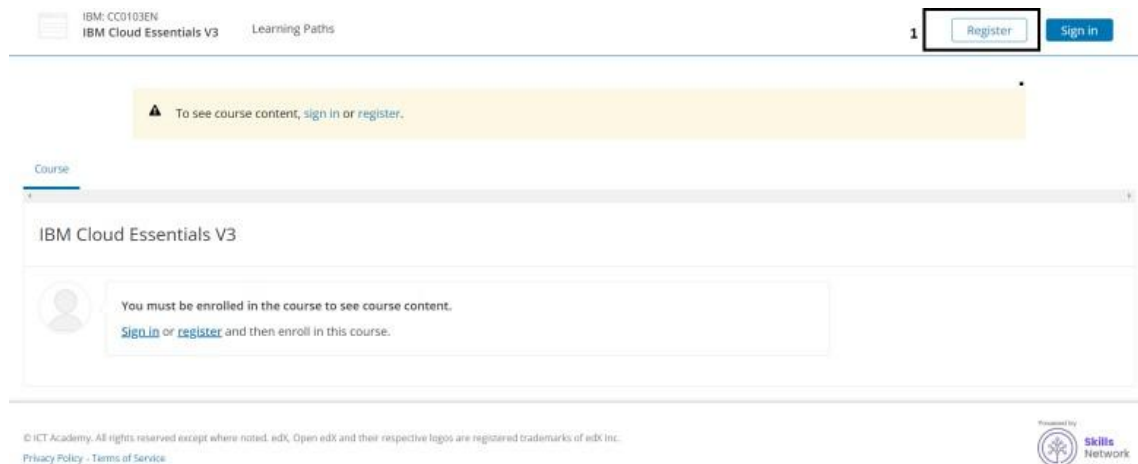 IBM: CC0103EN
IBM Cloud Essentials V3
Learning Paths
1
Register
Sign in
To see course content, sign in or register.
Course
IBM Cloud Essentials V3
You must be enrolled in the course to see course content.
Sign in or register and then enroll in this course.
© ICT Academy. All rights reserved except where noted. edX, Open edX and their respective logos are registered trademarks of edX Inc.
Privacy Policy - Terms of Service
Powered by
Skills
Network